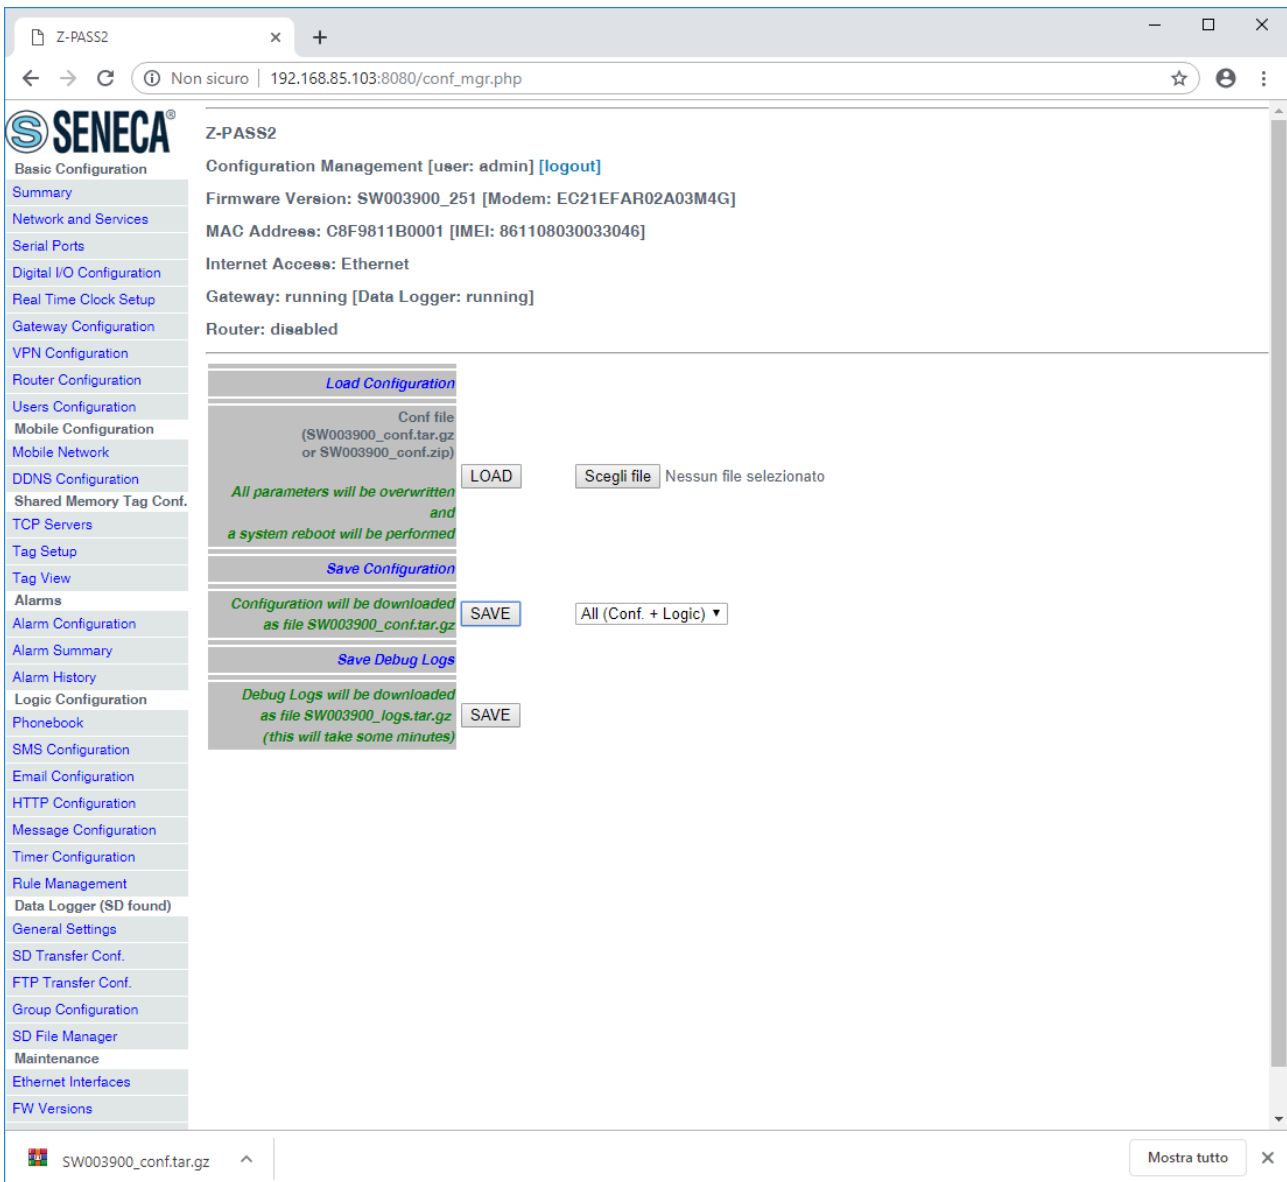 Z-PASS2
Non sicuro | 192.168.85.103:8080/conf_mgr.php
SENECA®
Basic Configuration
Summary
Network and Services
Serial Ports
Digital I/O Configuration
Real Time Clock Setup
Gateway Configuration
VPN Configuration
Router Configuration
Users Configuration
Mobile Configuration
Mobile Network
DDNS Configuration
Shared Memory Tag Conf.
TCP Servers
Tag Setup
Tag View
Alarms
Alarm Configuration
Alarm Summary
Alarm History
Logic Configuration
Phonebook
SMS Configuration
Email Configuration
HTTP Configuration
Message Configuration
Timer Configuration
Rule Management
Data Logger (SD found)
General Settings
SD Transfer Conf.
FTP Transfer Conf.
Group Configuration
SD File Manager
Maintenance
Ethernet Interfaces
FW Versions
Z-PASS2
Configuration Management [user: admin] [logout]
Firmware Version: SW003900_251 [Modem: EC21EFAR02A03M4G]
MAC Address: C8F9811B0001 [IMEI: 861108030033046]
Internet Access: Ethernet
Gateway: running [Data Logger: running]
Router: disabled
Load Configuration
Conf file
(SW003900_conf.tar.gz
or SW003900_conf.zip)
All parameters will be overwritten
and
a system reboot will be performed
LOAD
Scegli file Nessun file selezionato
Save Configuration
Configuration will be downloaded
as file SW003900_conf.tar.gz
SAVE
All (Conf. + Logic)
Save Debug Logs
Debug Logs will be downloaded
as file SW003900_logs.tar.gz
(this will take some minutes)
SAVE
SW003900_conf.tar.gz
Mostra tutto